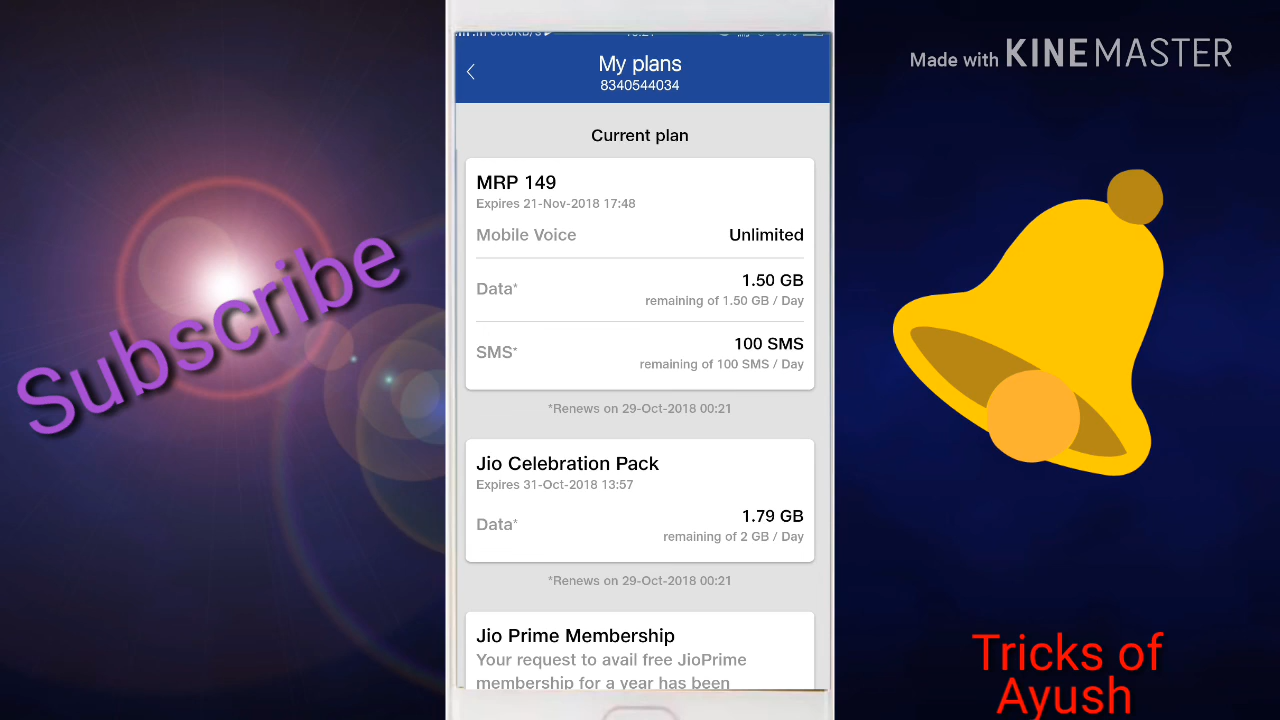 My plans
8340544034
Made with KINEMASTER
Current plan
MRP 149
Expires 21-Nov-2018 17:48
Mobile Voice Unlimited
Data* 1.50 GB
remaining of 1.50 GB / Day
SMS* 100 SMS
remaining of 100 SMS / Day
*Renews on 29-Oct-2018 00:21
Subscribe
Jio Celebration Pack
Expires 31-Oct-2018 13:57
Data* 1.79 GB
remaining of 2 GB / Day
*Renews on 29-Oct-2018 00:21
Jio Prime Membership
Your request to avail free JioPrime
membership for a year has been
Tricks of
Ayush